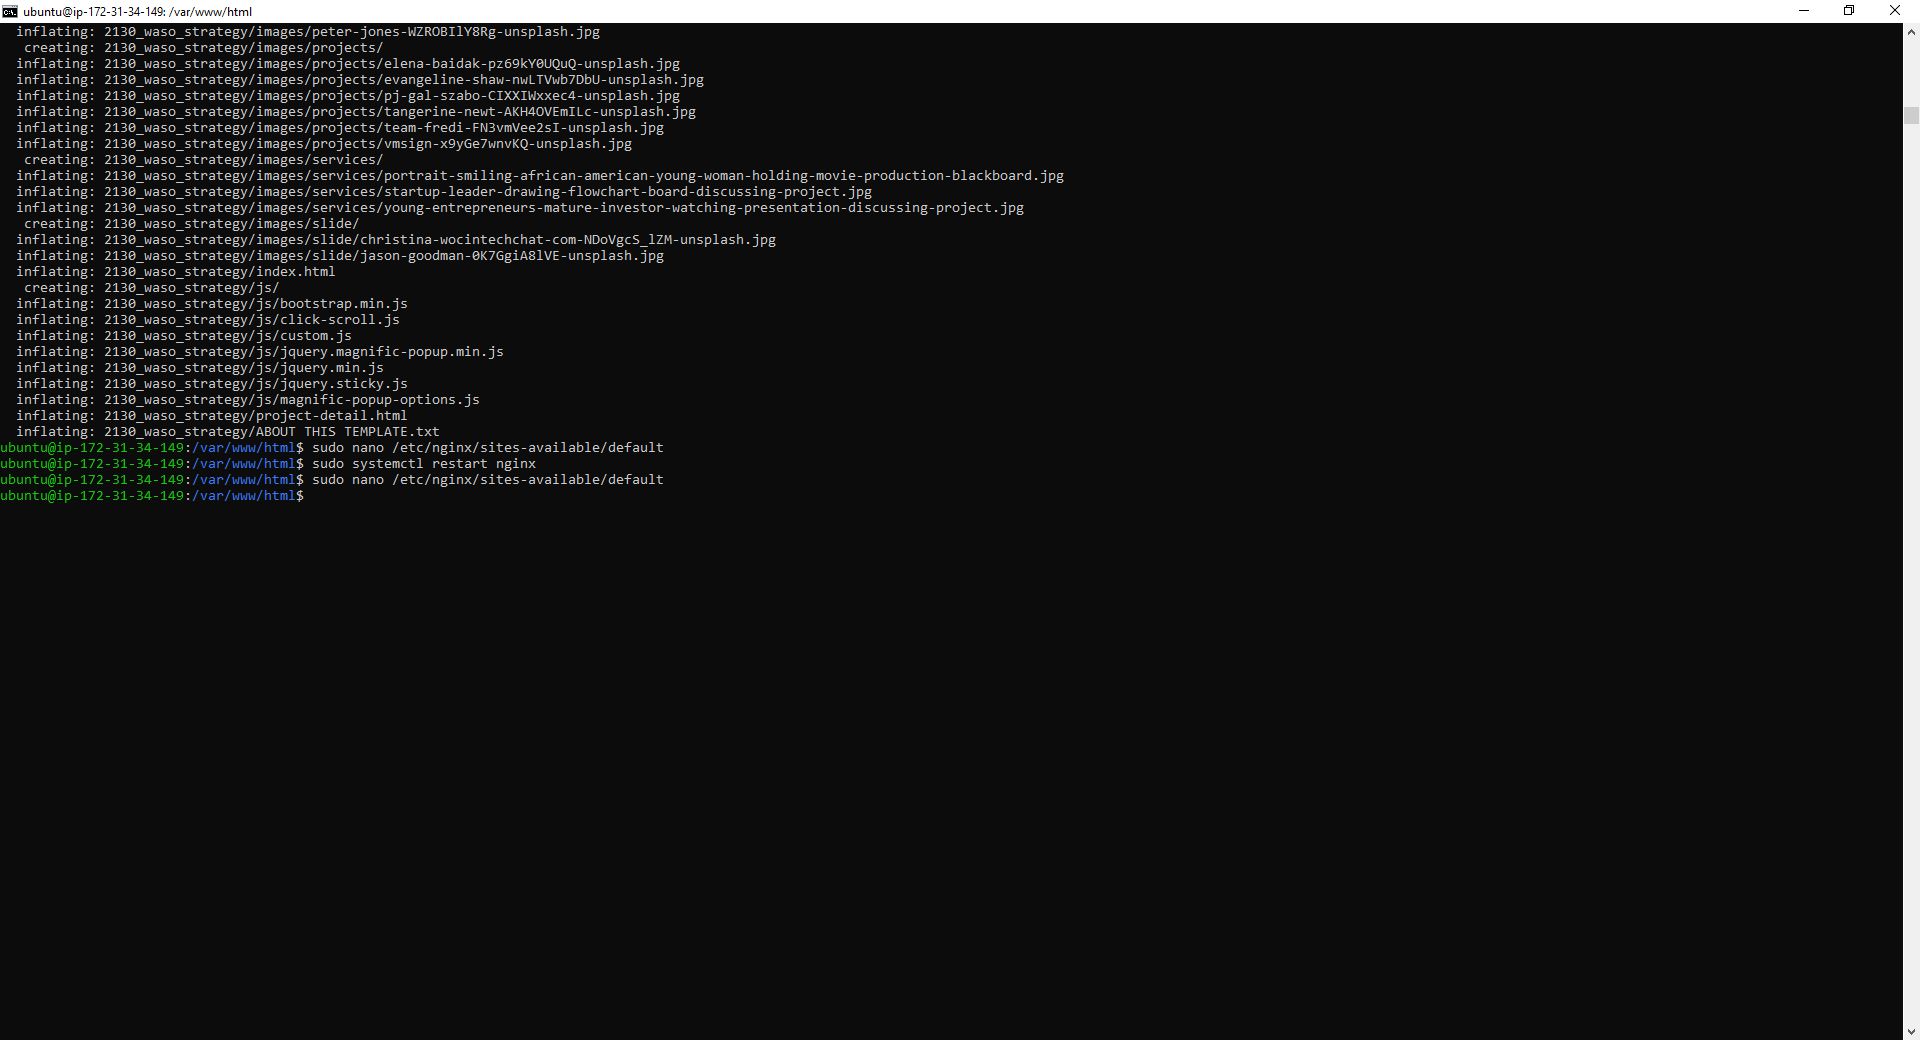 ubuntu@ip-172-31-34-149: /var/www/html
inflating: 2130_waso_strategy/images/peter-jones-WZROBIlY8Rg-unsplash.jpg
creating: 2130_waso_strategy/images/projects/
inflating: 2130_waso_strategy/images/projects/elena-baidak-pz69kY0UQuQ-unsplash.jpg
inflating: 2130_waso_strategy/images/projects/evangeline-shaw-nwLTVwb7DbU-unsplash.jpg
inflating: 2130_waso_strategy/images/projects/pj-gal-szabo-CIXXIWxxec4-unsplash.jpg
inflating: 2130_waso_strategy/images/projects/tangerine-newt-AKH4OVEmILc-unsplash.jpg
inflating: 2130_waso_strategy/images/projects/team-fredi-FN3vmVee2sI-unsplash.jpg
inflating: 2130_waso_strategy/images/projects/vmsign-x9yGe7wnvKQ-unsplash.jpg
creating: 2130_waso_strategy/images/services/
inflating: 2130_waso_strategy/images/services/portrait-smiling-african-american-young-woman-holding-movie-production-blackboard.jpg
inflating: 2130_waso_strategy/images/services/startup-leader-drawing-flowchart-board-discussing-project.jpg
inflating: 2130_waso_strategy/images/services/young-entrepreneurs-mature-investor-watching-presentation-discussing-project.jpg
creating: 2130_waso_strategy/images/slide/
inflating: 2130_waso_strategy/images/slide/christina-wocintechchat-com-NDoVgcS_lZM-unsplash.jpg
inflating: 2130_waso_strategy/images/slide/jason-goodman-0K7GgiA8lVE-unsplash.jpg
inflating: 2130_waso_strategy/index.html
creating: 2130_waso_strategy/js/
inflating: 2130_waso_strategy/js/bootstrap.min.js
inflating: 2130_waso_strategy/js/click-scroll.js
inflating: 2130_waso_strategy/js/custom.js
inflating: 2130_waso_strategy/js/jquery.magnific-popup.min.js
inflating: 2130_waso_strategy/js/jquery.min.js
inflating: 2130_waso_strategy/js/jquery.sticky.js
inflating: 2130_waso_strategy/js/magnific-popup-options.js
inflating: 2130_waso_strategy/project-detail.html
inflating: 2130_waso_strategy/ABOUT THIS TEMPLATE.txt
ubuntu@ip-172-31-34-149:/var/www/html$ sudo nano /etc/nginx/sites-available/default
ubuntu@ip-172-31-34-149:/var/www/html$ sudo systemctl restart nginx
ubuntu@ip-172-31-34-149:/var/www/html$ sudo nano /etc/nginx/sites-available/default
ubuntu@ip-172-31-34-149:/var/www/html$